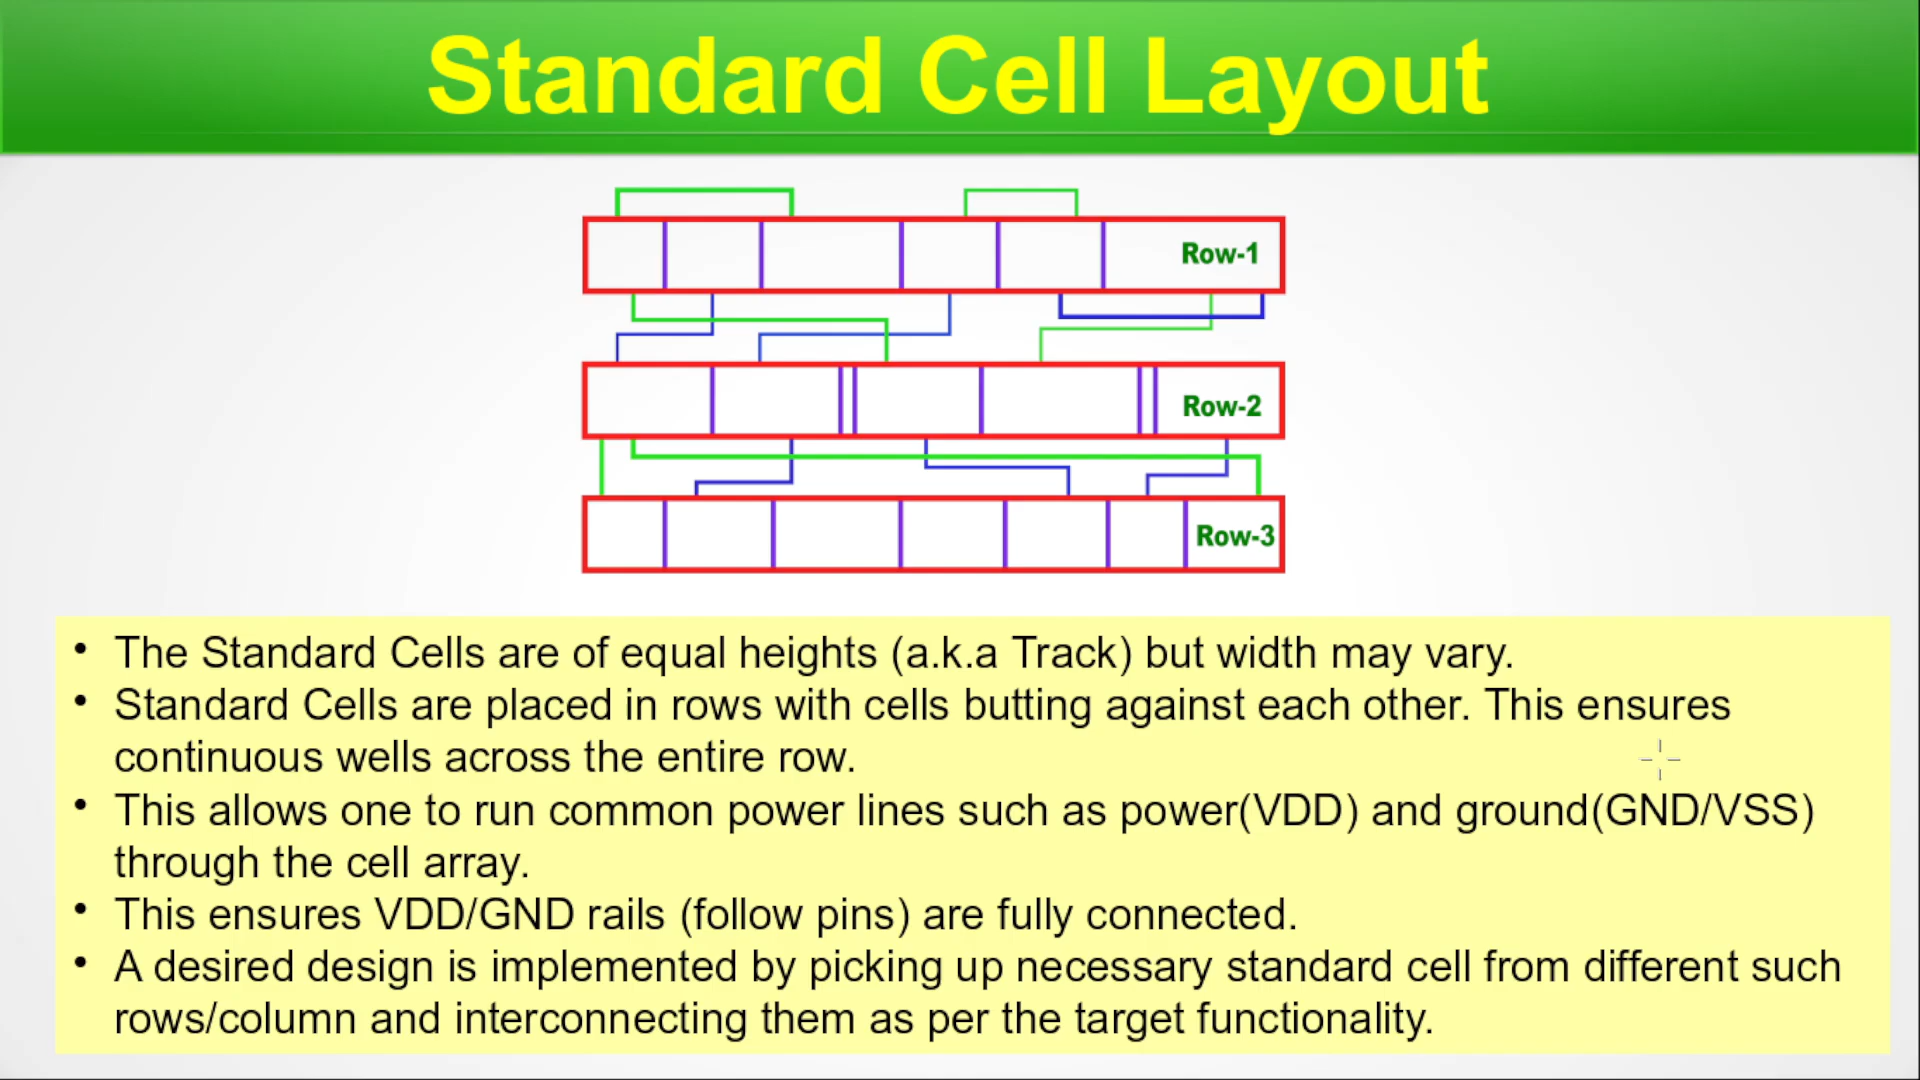 Standard Cell Layout
Row-1
Row-2
Row-3
• The Standard Cells are of equal heights (a.k.a Track) but width may vary.
• Standard Cells are placed in rows with cells butting against each other. This ensures
continuous wells across the entire row.
• This allows one to run common power lines such as power(VDD) and ground(GND/VSS)
through the cell array.
• This ensures VDD/GND rails (follow pins) are fully connected.
• A desired design is implemented by picking up necessary standard cell from different such
rows/column and interconnecting them as per the target functionality.